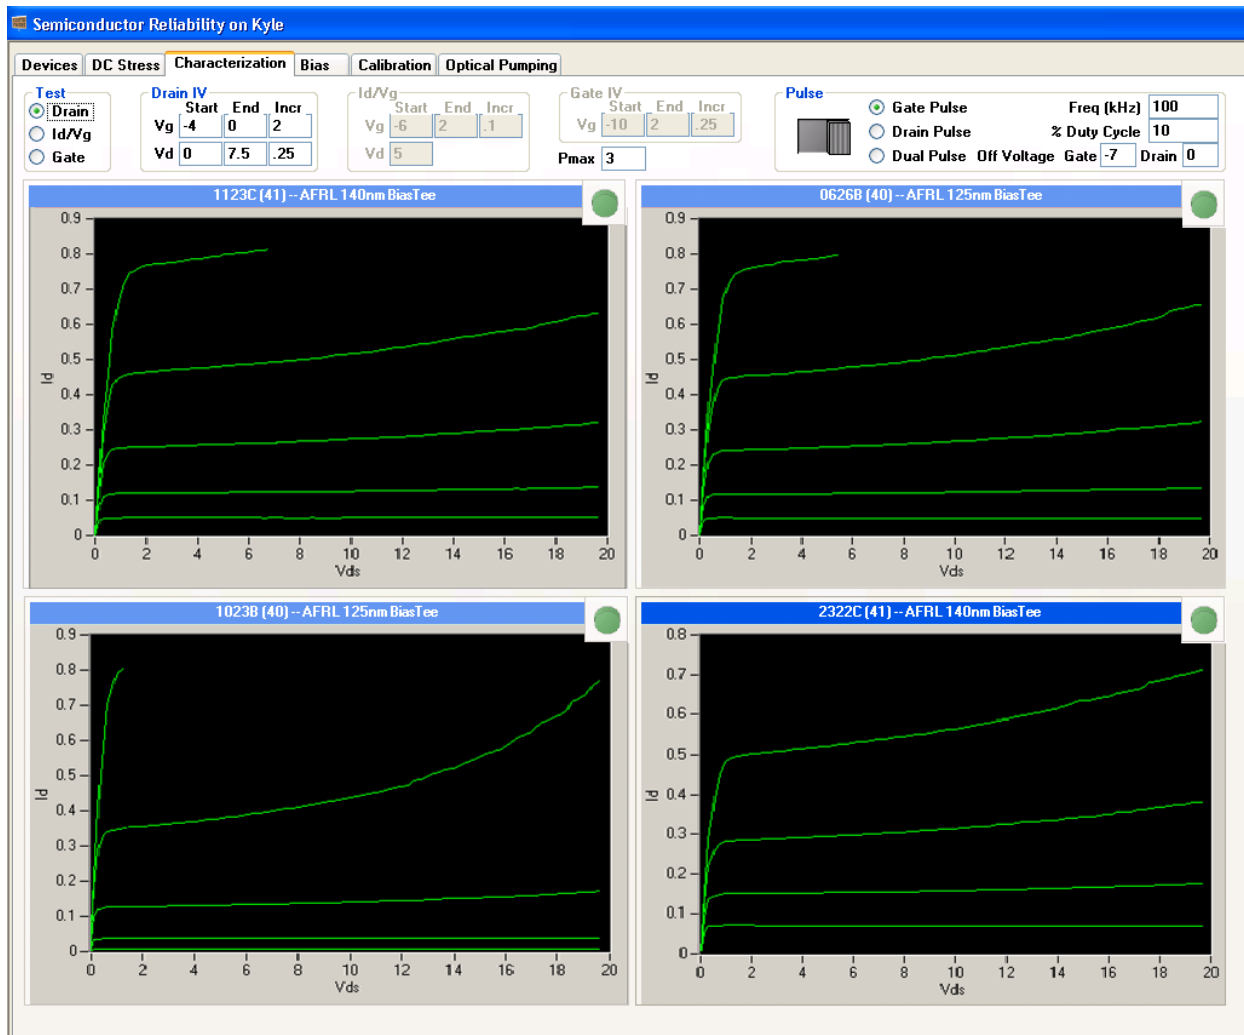 Semiconductor Reliability on Kyle
Devices DC Stress Characterization Bias Calibration Optical Pumping
Test
Drain
Id/Vg
Gate
Drain IV
Start End Incr
Vg -4 0 2
Vd 0 7.5 .25
Id/Vg
Start End Incr
Vg -6 2 .1
Vd 5
Gate IV
Start End Incr
Vg -10 2 .25
Pmax 3
Pulse
Gate Pulse Freq (kHz) 100
Drain Pulse % Duty Cycle 10
Dual Pulse Off Voltage Gate -7 Drain 0
1123C (41) -- AFRL 140nm BiasTee
0.9
0.8
0.7
0.6
0.5
0.4
0.3
0.2
0.1
0
Id
0 2 4 6 8 10 12 14 16 18 20
Vds
0626B (40) -- AFRL 125nm BiasTee
0.9
0.8
0.7
0.6
0.5
0.4
0.3
0.2
0.1
0
Id
0 2 4 6 8 10 12 14 16 18 20
Vds
1023B (40) -- AFRL 125nm BiasTee
0.9
0.8
0.7
0.6
0.5
0.4
0.3
0.2
0.1
0
Id
0 2 4 6 8 10 12 14 16 18 20
Vds
2322C (41) -- AFRL 140nm BiasTee
0.8
0.7
0.6
0.5
0.4
0.3
0.2
0.1
0
Id
0 2 4 6 8 10 12 14 16 18 20
Vds